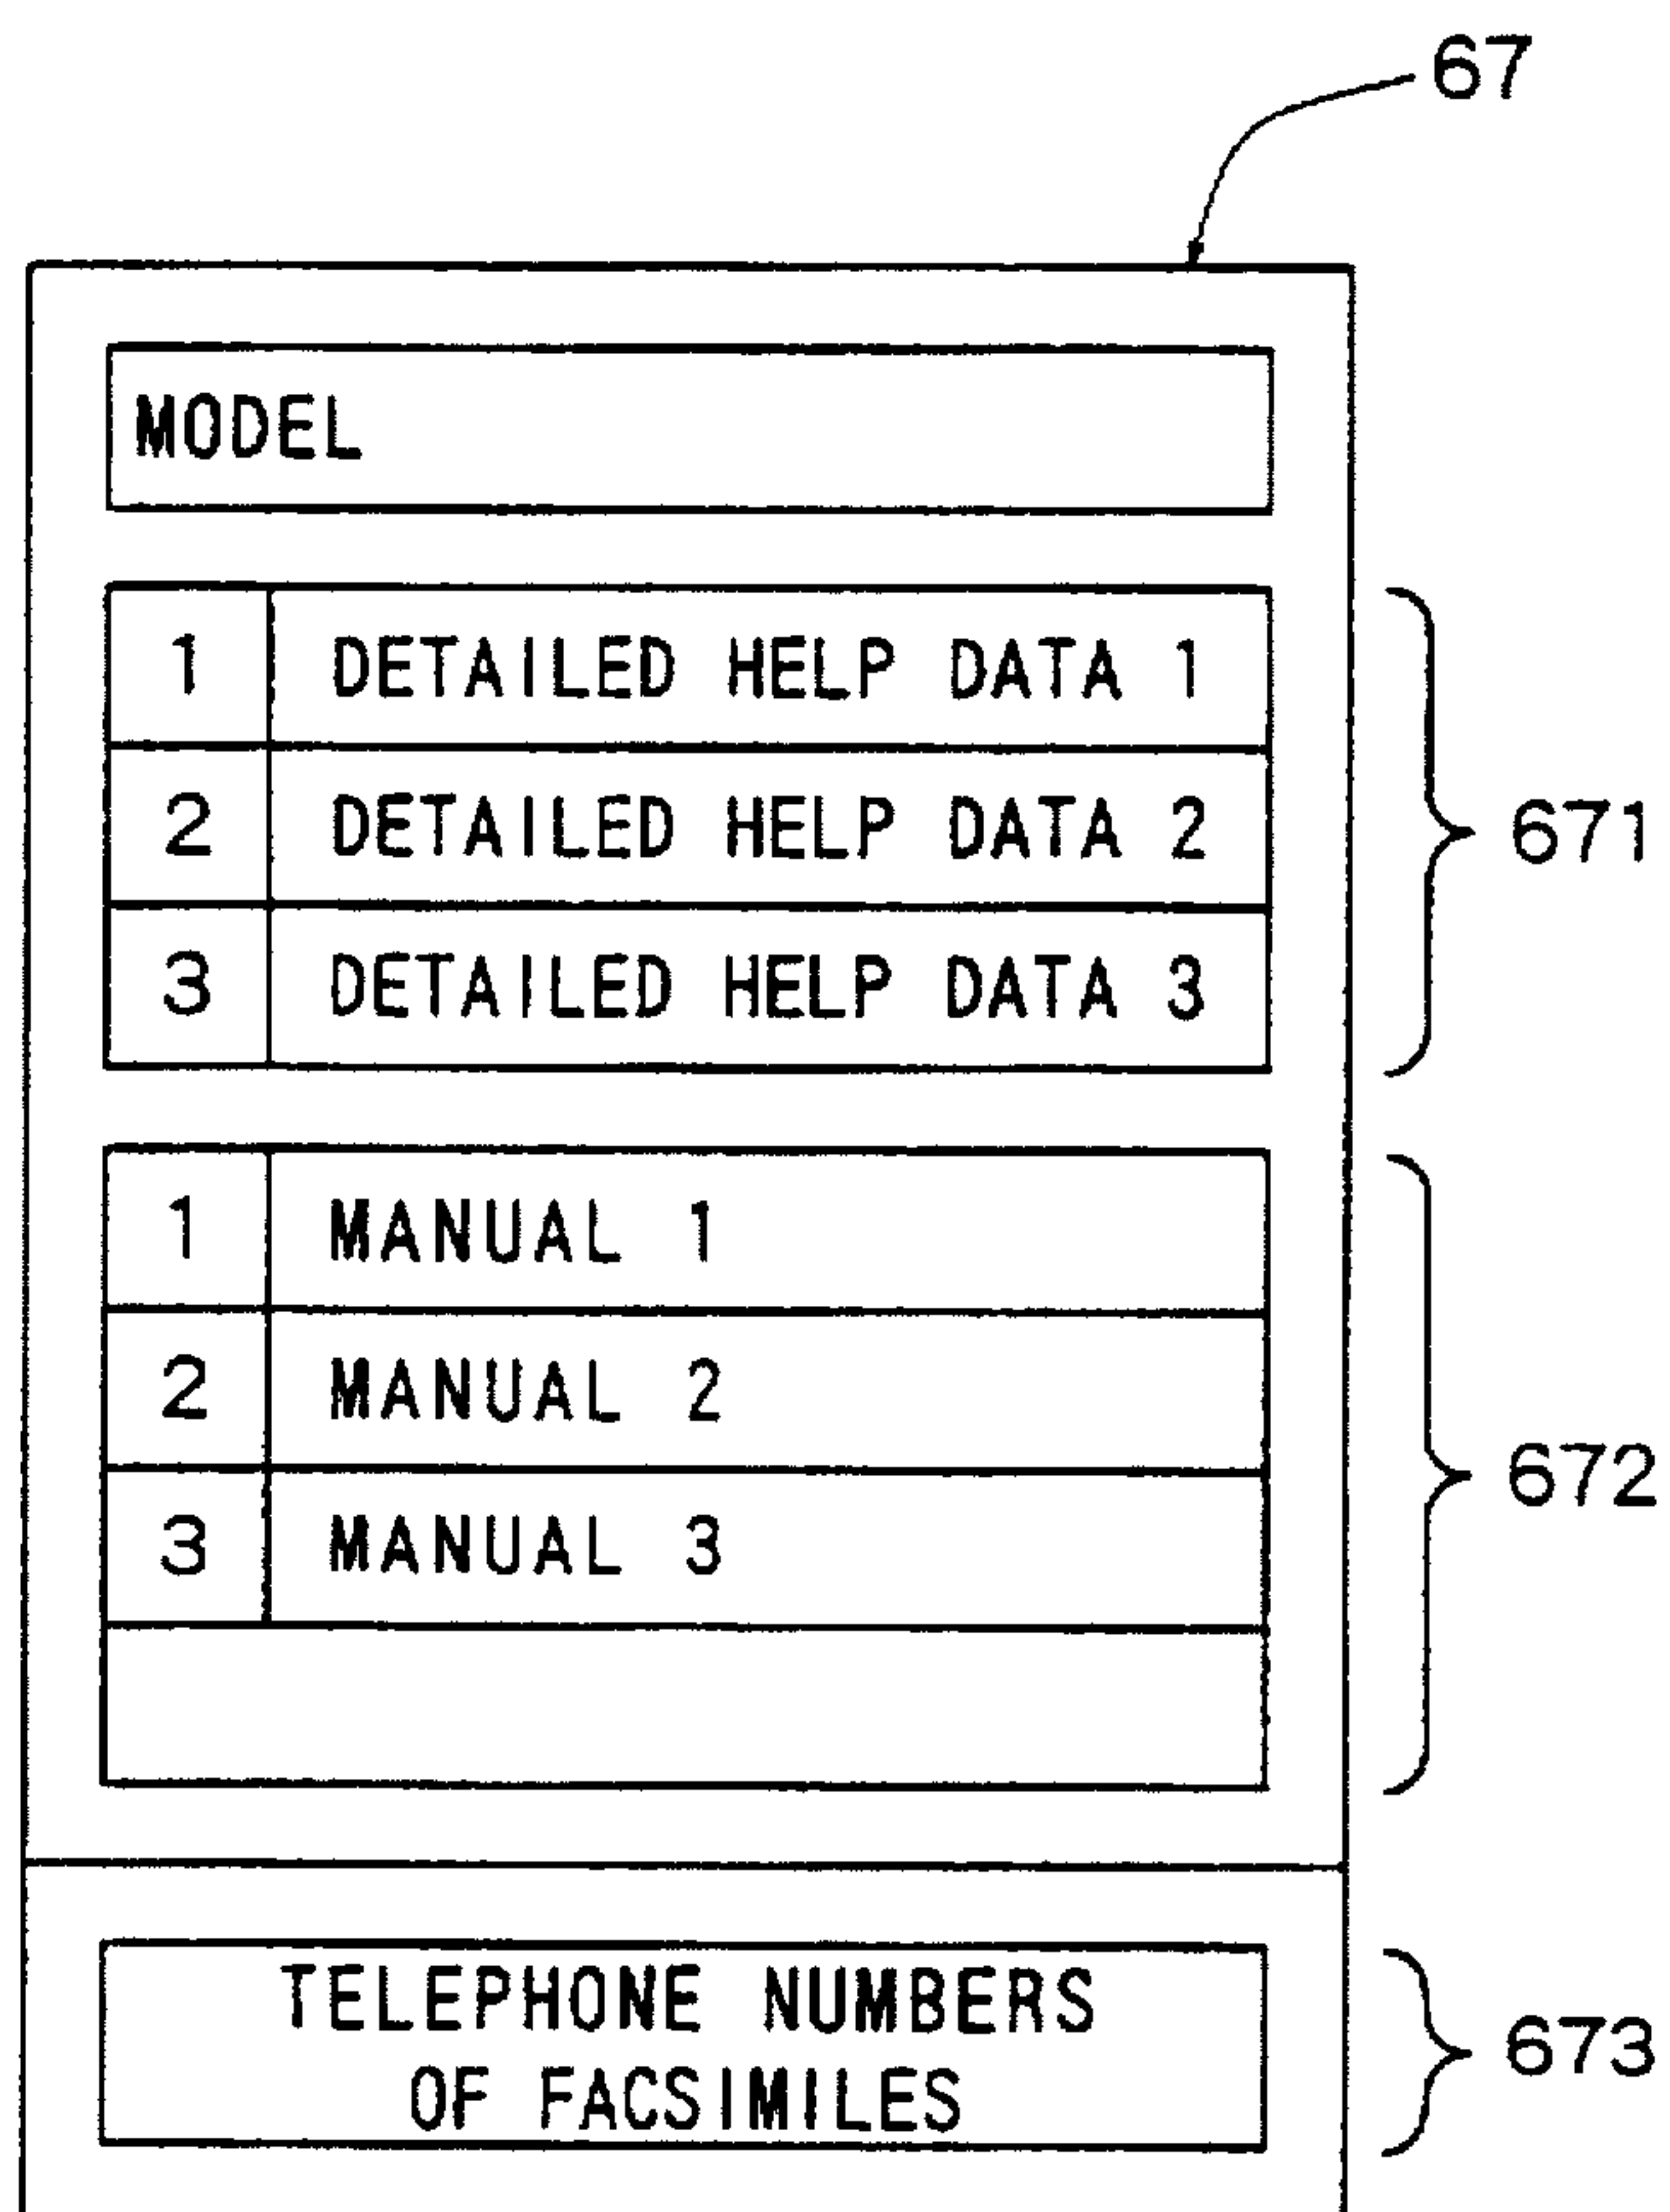 67
MODEL
1 DETAILED HELP DATA 1
2 DETAILED HELP DATA 2
671
3 DETAILED HELP DATA 3
1 MANUAL 1
2 MANUAL 2
672
3 MANUAL 3
TELEPHONE NUMBERS
673
OF FACSIMILES